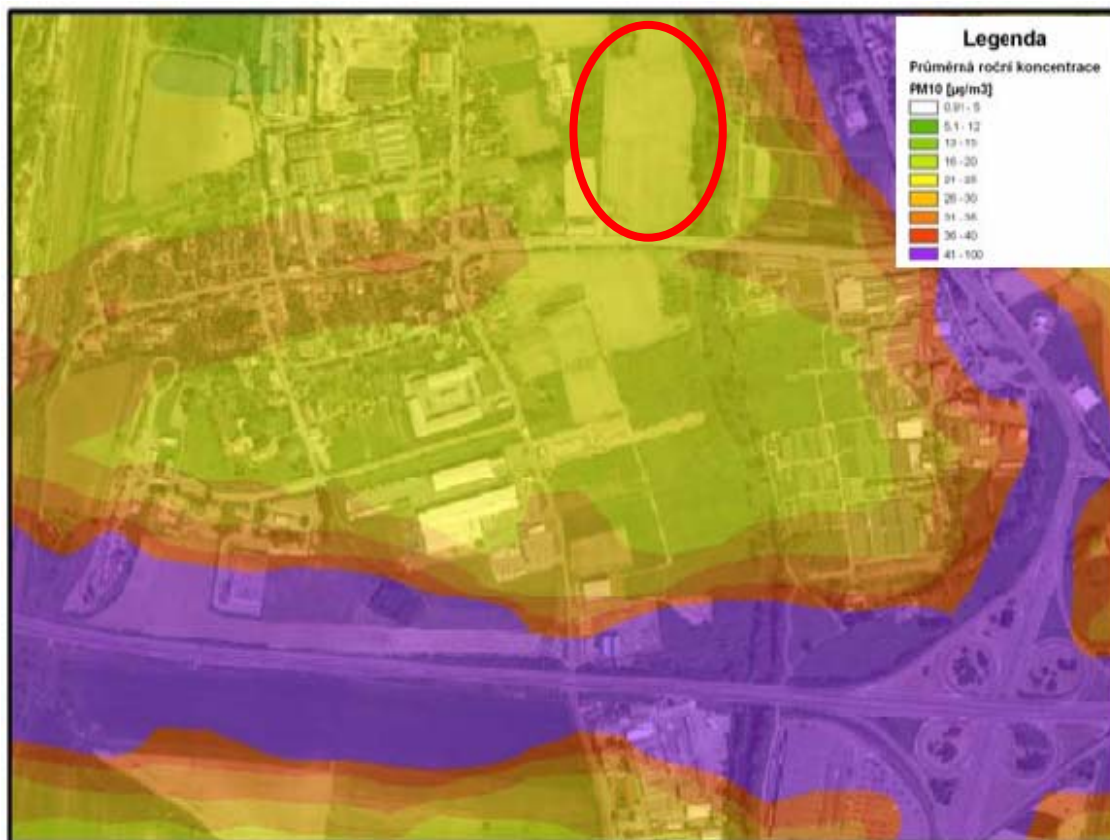 Legenda
Průměrná roční koncentrace
PM10 [µg/m3]
0.91 - 5
5.1 - 12
13 - 15
16 - 20
21 - 25
26 - 30
31 - 35
36 - 40
41 - 100